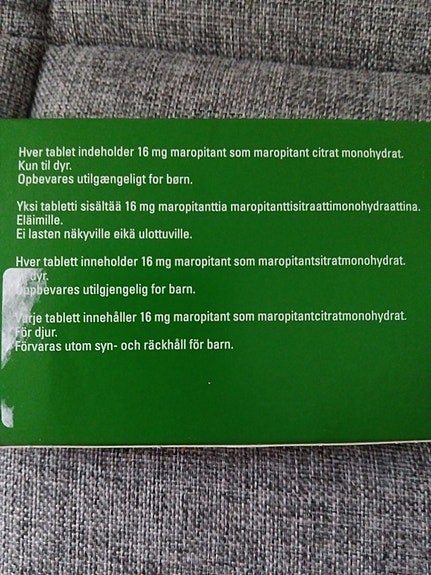 Hver tablet indeholder 16 mg maropitant som maropitant citrat monohydrat.
Kun til dyr.
Opbevares utilgængeligt for børn.
Yksi tabletti sisältää 16 mg maropitanttia maropitanttisitraattimonohydraattina.
Eläimille.
Ei lasten näkyville eikä ulottuville.
Hver tablett inneholder 16 mg maropitant som maropitantsitratmonohydrat.
dyr.
Oppbevares utilgjengelig for barn.
Varje tablett innehåller 16 mg maropitant som maropitantcitratmonohydrat.
För djur.
Förvaras utom syn- och räckhåll för barn.